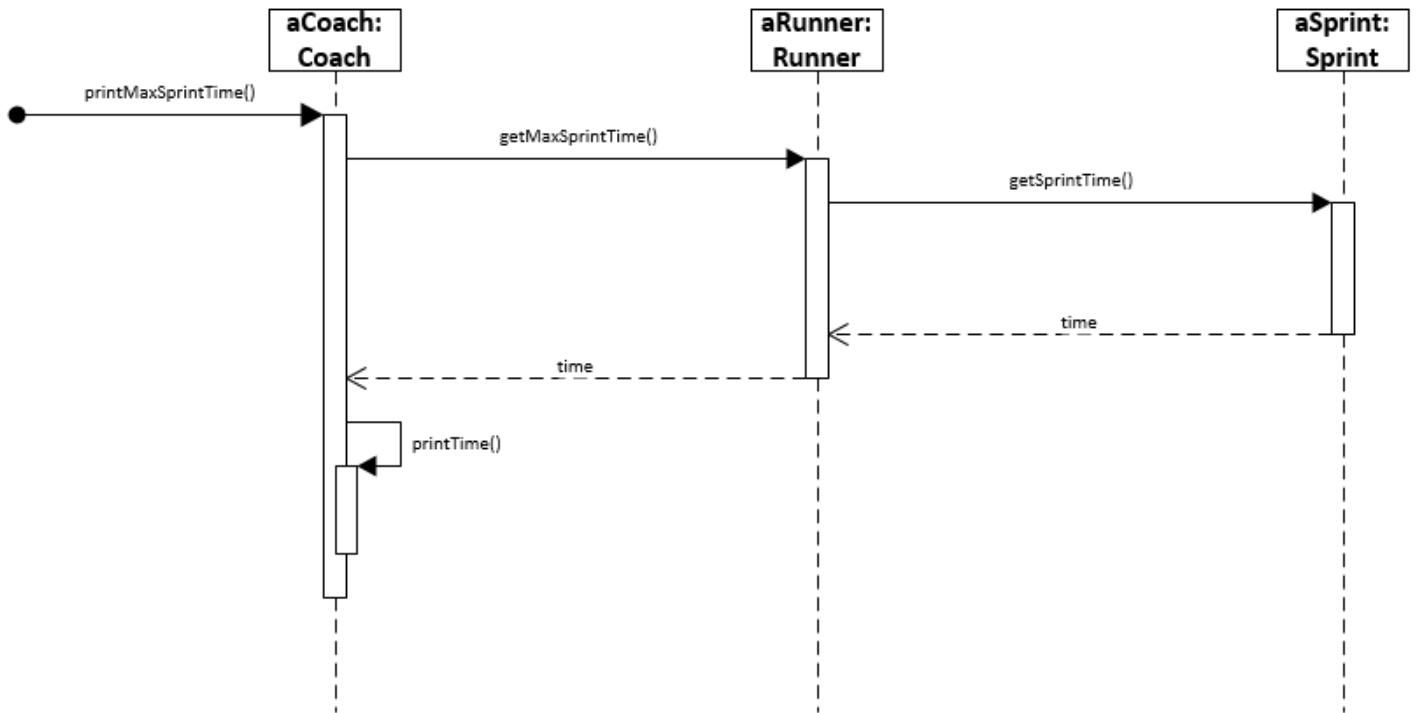 aCoach:
Coach
aRunner:
Runner
aSprint:
Sprint
printMaxSprintTime()
getMaxSprintTime()
getSprintTime()
time
time
printTime()